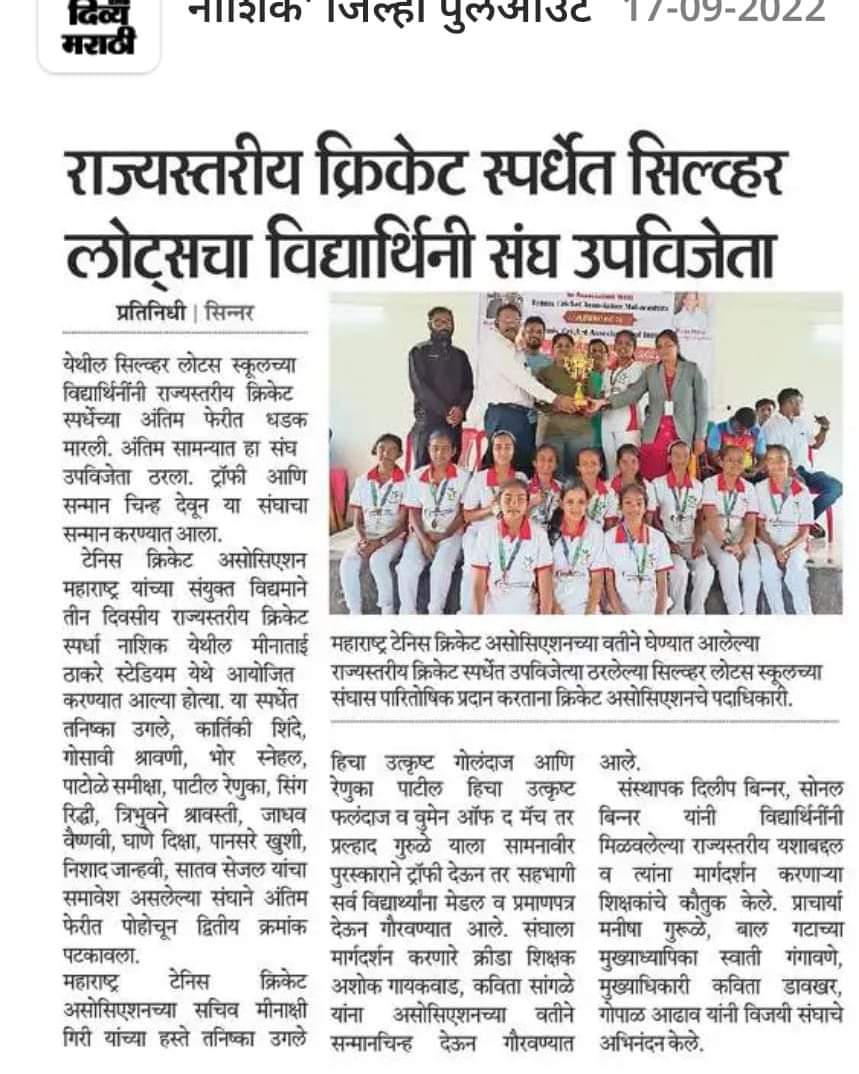 दिव्य
मराठी
नाशिक जिल्हा पुलआउट 17-09-2022
राज्यस्तरीय क्रिकेट स्पर्धेत सिल्व्हर
लोट्सचा विद्यार्थिनी संघ उपविजेता
प्रतिनिधी | सिन्नर
येथील सिल्व्हर लोटस स्कूलच्या
विद्यार्थिनींनी राज्यस्तरीय क्रिकेट
स्पर्धेच्या अंतिम फेरीत धडक
मारली. अंतिम सामन्यात हा संघ
उपविजेता ठरला. ट्रॉफी आणि
सन्मान चिन्ह देवून या संघाचा
सन्मान करण्यात आला.
टेनिस क्रिकेट असोसिएशन
महाराष्ट्र यांच्या संयुक्त विद्यमाने
तीन दिवसीय राज्यस्तरीय क्रिकेट
स्पर्धा नाशिक येथील मीनाताई
ठाकरे स्टेडियम येथे आयोजित
करण्यात आल्या होत्या. या स्पर्धेत
तनिष्का उगले, कार्तिकी शिंदे,
गोसावी श्रावणी, भोर स्नेहल,
पाटोळे समीक्षा, पाटील रेणुका, सिंग
रिद्धी, त्रिभुवने श्रावस्ती, जाधव
वैष्णवी, घाणे दिक्षा, पानसरे खुशी,
निशाद जान्हवी, सातव सेजल यांचा
समावेश असलेल्या संघाने अंतिम
फेरीत पोहोचून द्वितीय क्रमांक
पटकावला.
महाराष्ट्र टेनिस क्रिकेट
असोसिएशनच्या सचिव मीनाक्षी
गिरी यांच्या हस्ते तनिष्का उगले
Tennis Cricket Association Maharashtra
महाराष्ट्र टेनिस क्रिकेट असोसिएशनच्या वतीने घेण्यात आलेल्या
राज्यस्तरीय क्रिकेट स्पर्धेत उपविजेत्या ठरलेल्या सिल्व्हर लोटस स्कूलच्या
संघास पारितोषिक प्रदान करताना क्रिकेट असोसिएशनचे पदाधिकारी.
हिचा उत्कृष्ट गोलंदाज आणि
रेणुका पाटील हिचा उत्कृष्ट
फलंदाज व वुमेन ऑफ द मॅच तर
प्रल्हाद गुरुळे याला सामनावीर
पुरस्काराने ट्रॉफी देऊन तर सहभागी
सर्व विद्यार्थ्यांना मेडल व प्रमाणपत्र
देऊन गौरवण्यात आले. संघाला
मार्गदर्शन करणारे क्रीडा शिक्षक
अशोक गायकवाड, कविता सांगळे
यांना असोसिएशनच्या वतीने
सन्मानचिन्ह देऊन गौरवण्यात
आले.
संस्थापक दिलीप बिन्नर, सोनल
बिन्नर यांनी विद्यार्थिनींनी
मिळवलेल्या राज्यस्तरीय यशाबद्दल
व त्यांना मार्गदर्शन करणाऱ्या
शिक्षकांचे कौतुक केले. प्राचार्या
मनीषा गुरूळे, बाल गटाच्या
मुख्याध्यापिका स्वाती गंगावणे,
मुख्याधिकारी कविता डावखर,
गोपाळ आढाव यांनी विजयी संघाचे
अभिनंदन केले.